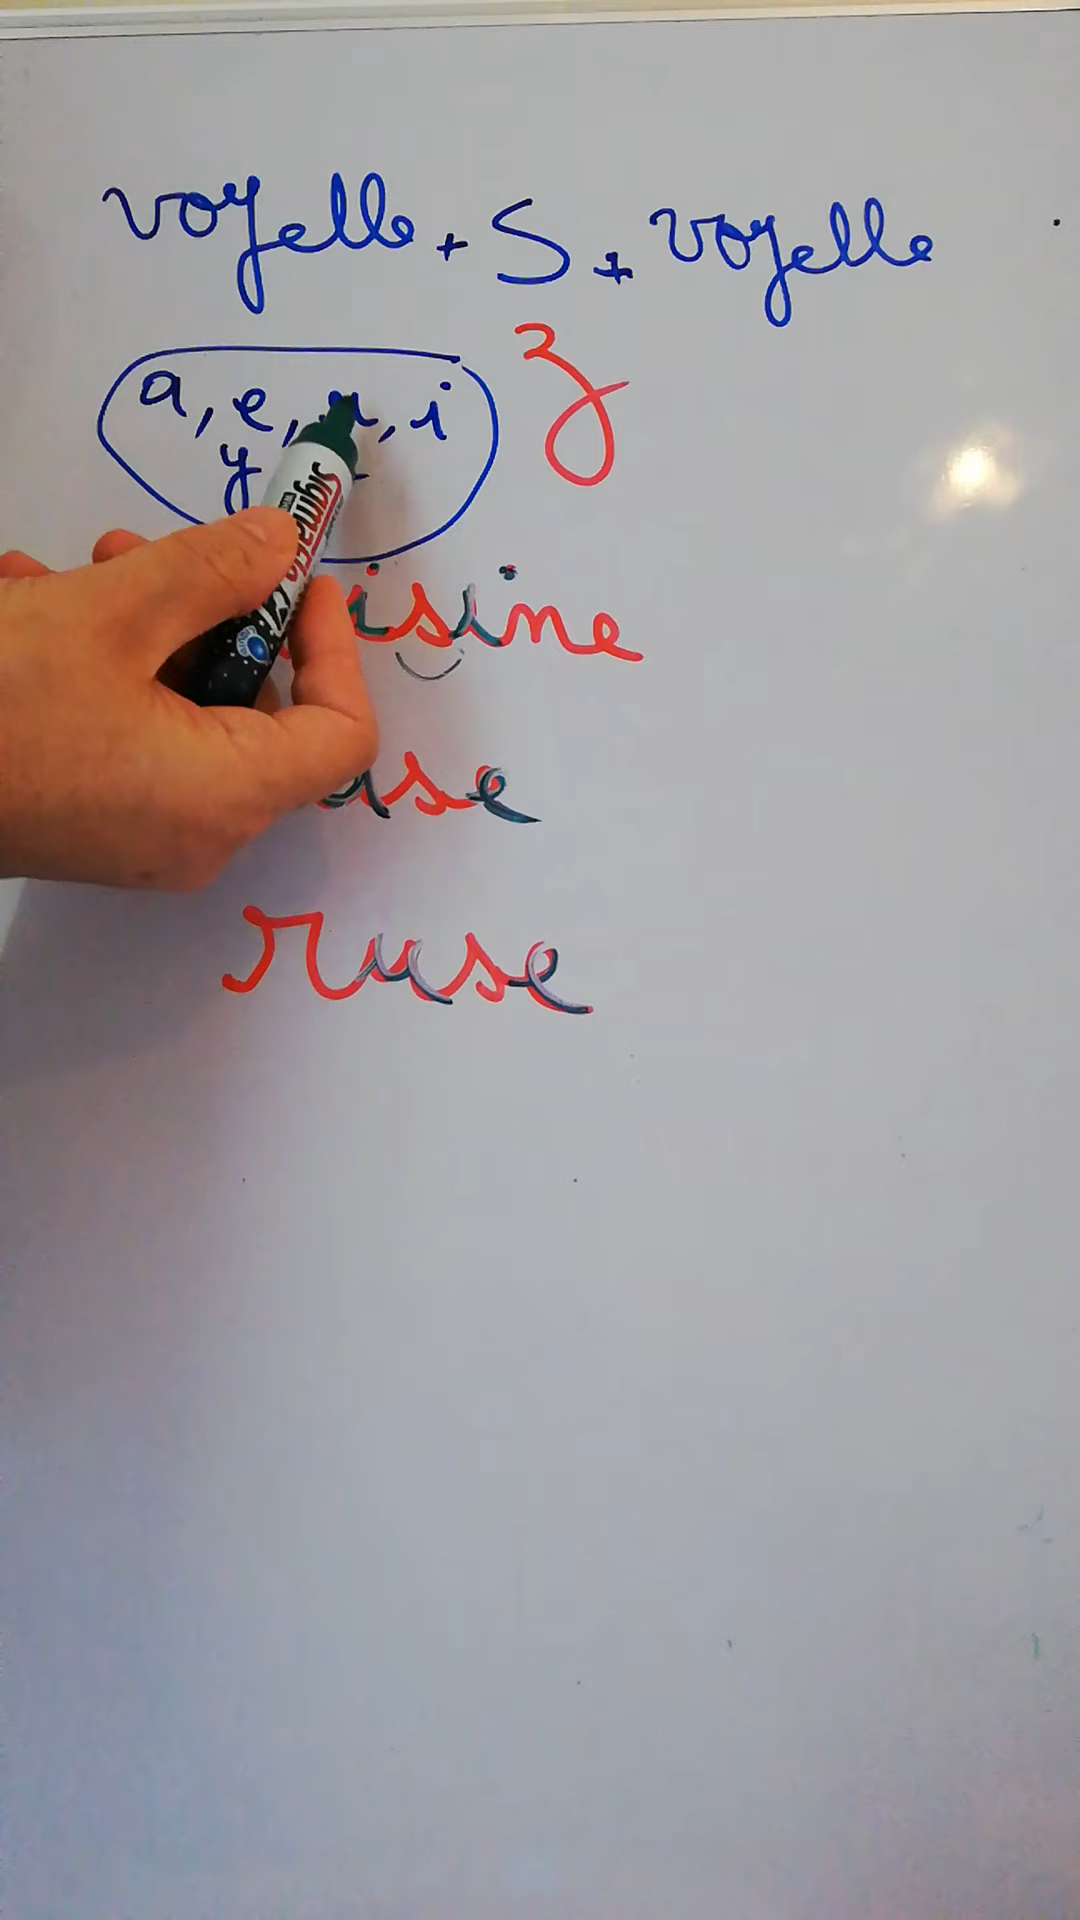 voyelle + S + voyelle
z
a, e, u, i
y
isine
ase
ruse